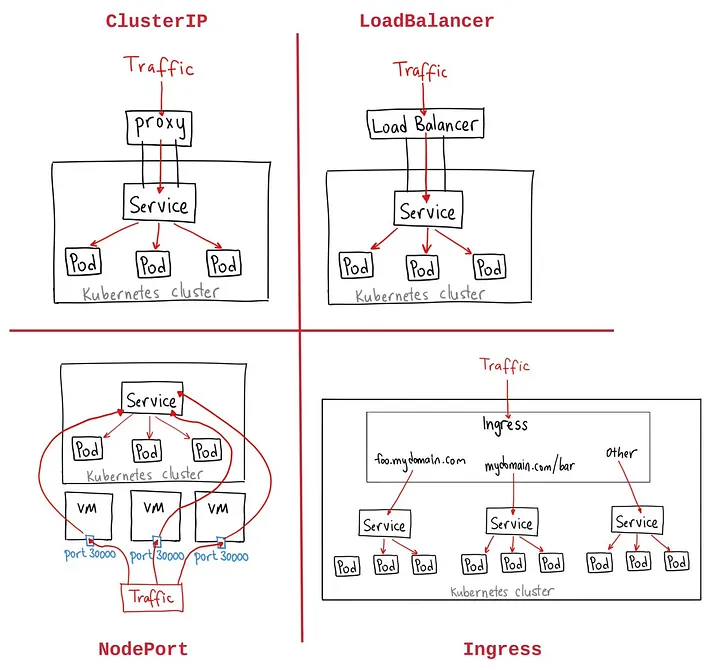 ClusterIP
Traffic
proxy
Service
Pod
Pod
Pod
Kubernetes cluster
LoadBalancer
Traffic
Load Balancer
Service
Pod
Pod
Pod
Kubernetes cluster
Service
Pod
Pod
Pod
Kubernetes cluster
VM
VM
VM
port 30000
port 30000
port 30000
Traffic
NodePort
Traffic
Ingress
foo.mydomain.com
mydomain.com/bar
Other
Service
Service
Service
Pod
Pod
Pod
Pod
Pod
Pod
Pod
Pod
Pod
Kubernetes cluster
Ingress